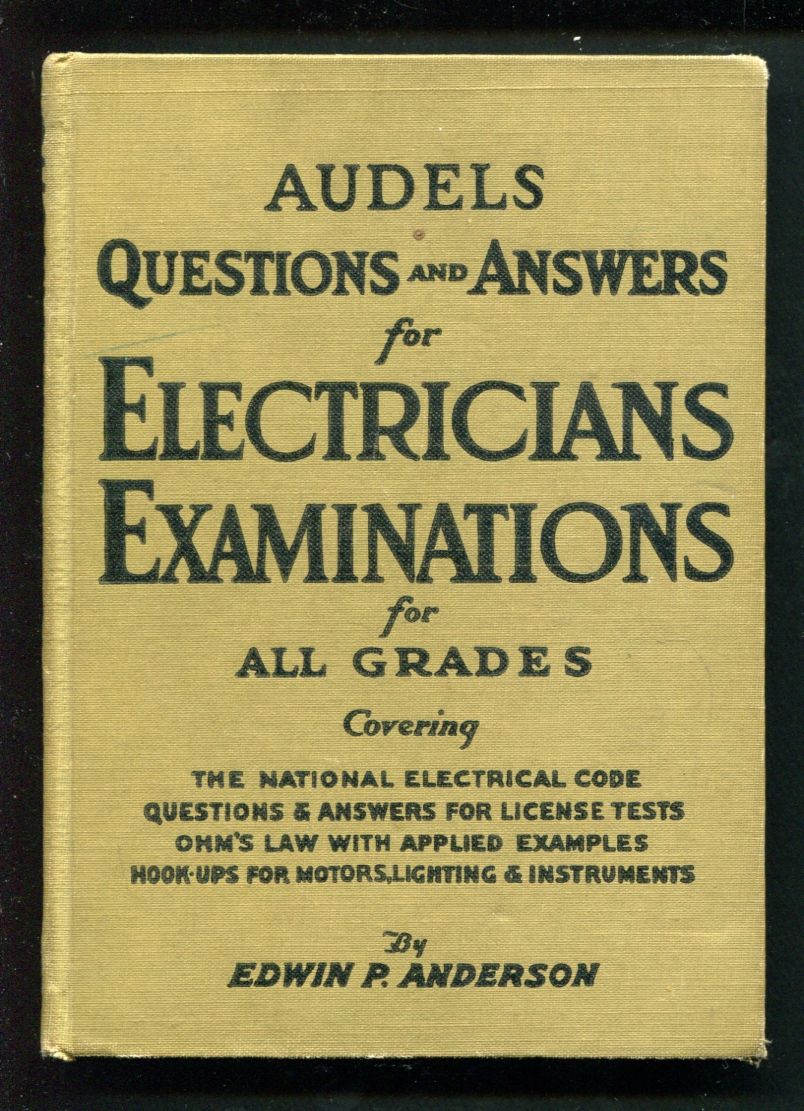 AUDELS
QUESTIONS AND ANSWERS
for
ELECTRICIANS
EXAMINATIONS
for
ALL GRADES
Covering
THE NATIONAL ELECTRICAL CODE
QUESTIONS & ANSWERS FOR LICENSE TESTS
OHM'S LAW WITH APPLIED EXAMPLES
HOOK-UPS FOR MOTORS, LIGHTING & INSTRUMENTS
By
EDWIN P. ANDERSON